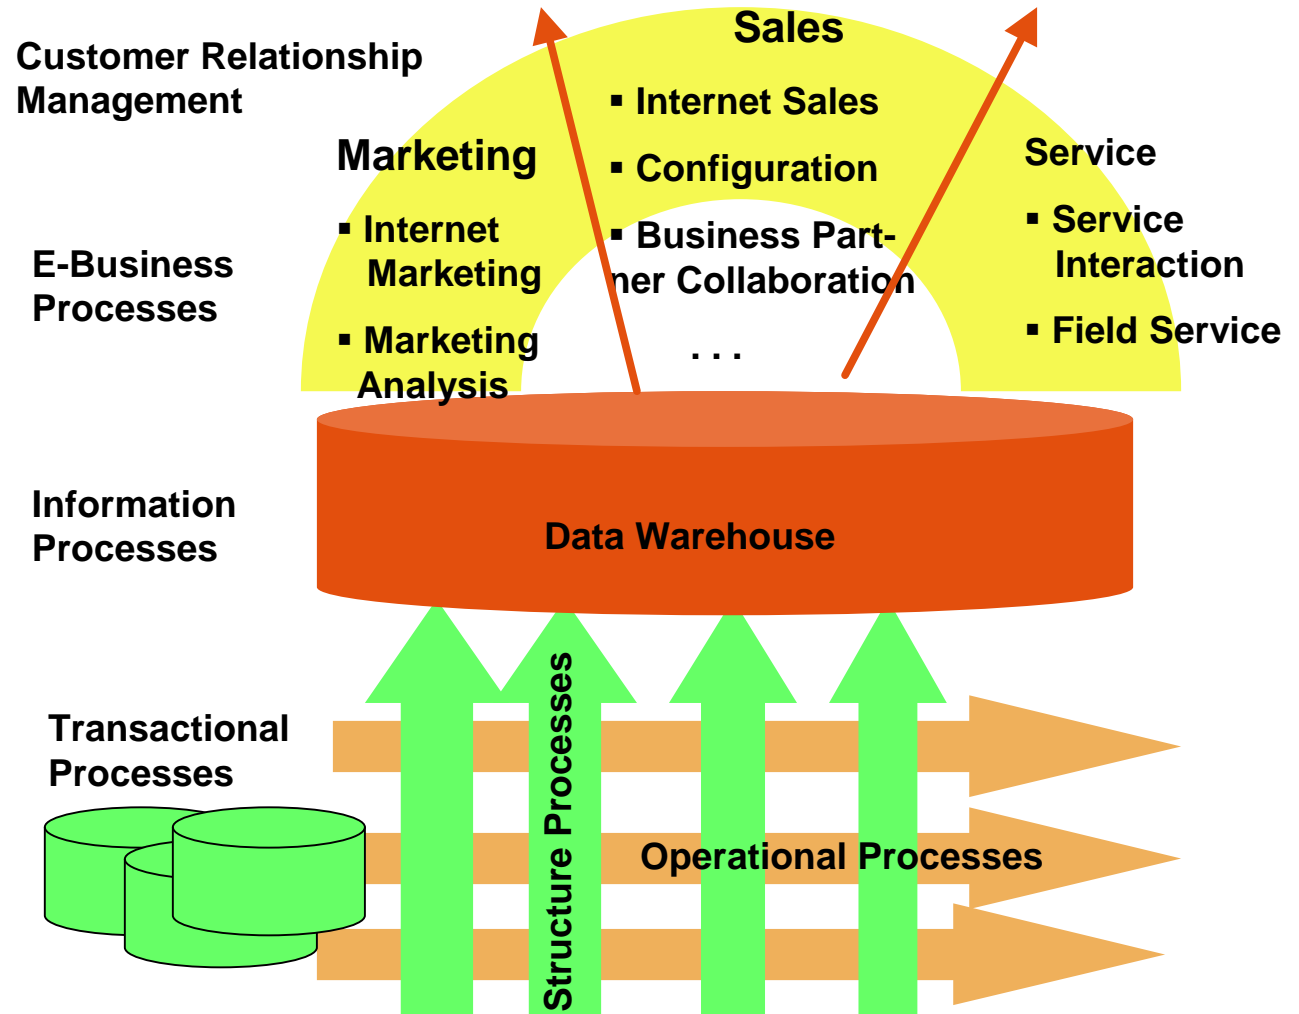 Customer Relationship
Management
Sales
▪ Internet Sales
▪ Configuration
▪ Business Part-
ner Collaboration
. . .
Marketing
▪ Internet
Marketing
▪ Marketing
Analysis
Service
▪ Service
Interaction
▪ Field Service
E-Business
Processes
Information
Processes
Data Warehouse
Transactional
Processes
Structure Processes
Operational Processes